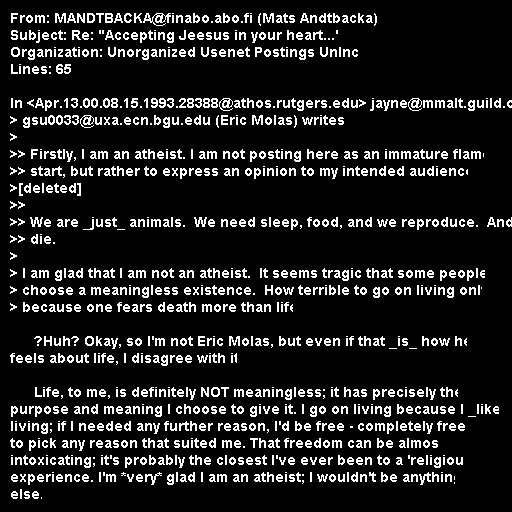 From: MANDTBACKA@finabo.abo.fi (Mats Andtbacka)
Subject: Re: "Accepting Jeesus in your heart...'
Organization: Unorganized Usenet Postings UnInc
Lines: 65

In <Apr.13.00.08.15.1993.28388@athos.rutgers.edu> jayne@mmalt.guild.o
> gsu0033@uxa.ecn.bgu.edu (Eric Molas) writes
>
>> Firstly, I am an atheist. I am not posting here as an immature flam
>> start, but rather to express an opinion to my intended audience
>[deleted]
>>
>> We are _just_ animals.  We need sleep, food, and we reproduce.  And
>> die.
>
> I am glad that I am not an atheist.  It seems tragic that some people
> choose a meaningless existence.  How terrible to go on living onl
> because one fears death more than life

?Huh? Okay, so I'm not Eric Molas, but even if that _is_ how he
feels about life, I disagree with it

Life, to me, is definitely NOT meaningless; it has precisely the
purpose and meaning I choose to give it. I go on living because I _like
living; if I needed any further reason, I'd be free - completely free
to pick any reason that suited me. That freedom can be almos
intoxicating; it's probably the closest I've ever been to a 'religiou
experience. I'm *very* glad I am an atheist; I wouldn't be anything
else.